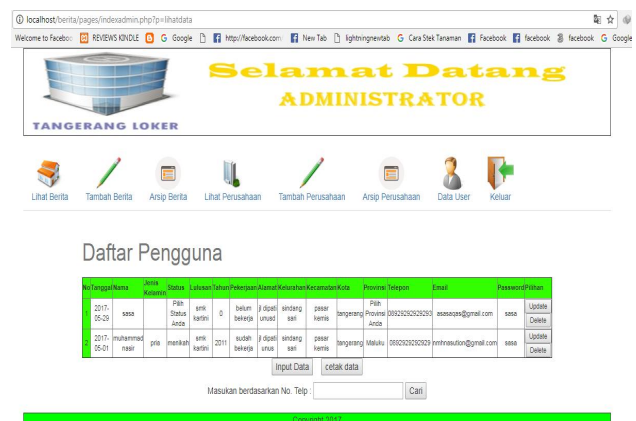 localhost/berita/pages/indexadmin.php?p=lihatdata
Welcome to Faceboo REVIEWS KINDLE G Google http://facebook.com New Tab lightningnewtab Cara Stek Tanaman Facebook facebook facebook Google
Selamat Datang
ADMINISTRATOR
TANGERANG LOKER
Lihat Berita Tambah Berita Arsip Berita Lihat Perusahaan Tambah Perusahaan Arsip Perusahaan Data User Keluar
Daftar Pengguna
No Tanggal Nama Jenis Kelamin Status Lulusan Tahun Pekerjaan Alamat Kelurahan Kecamatan Kota Provinsi Telepon Email Password Pilihan
1 2017-05-29 sasa Pilih Status Anda smk kartini 0 belum bekerja jl dipati unusd sindang sari pasar kemis tangerang Pilih Provinsi Anda 08929292929293 asasaqas@gmail.com sasa Update Delete
2 2017-05-01 muhammad nasir pria menikah smk kartini 2011 sudah bekerja jl dipati unus sindang sari pasar kemis tangerang Maluku 0892929292929 nmhnasution@gmail.com sasa Update Delete
Input Data cetak data
Masukan berdasarkan No. Telp : Cari
Copyright 2017